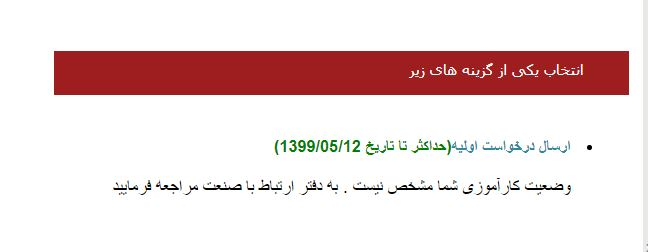 انتخاب یکی از گزینه های زیر
ارسال درخواست اولیه(حداکثر تا تاریخ 1399/05/12)
وضعیت کارآموزی شما مشخص نیست . به دفتر ارتباط با صنعت مراجعه فرمایید